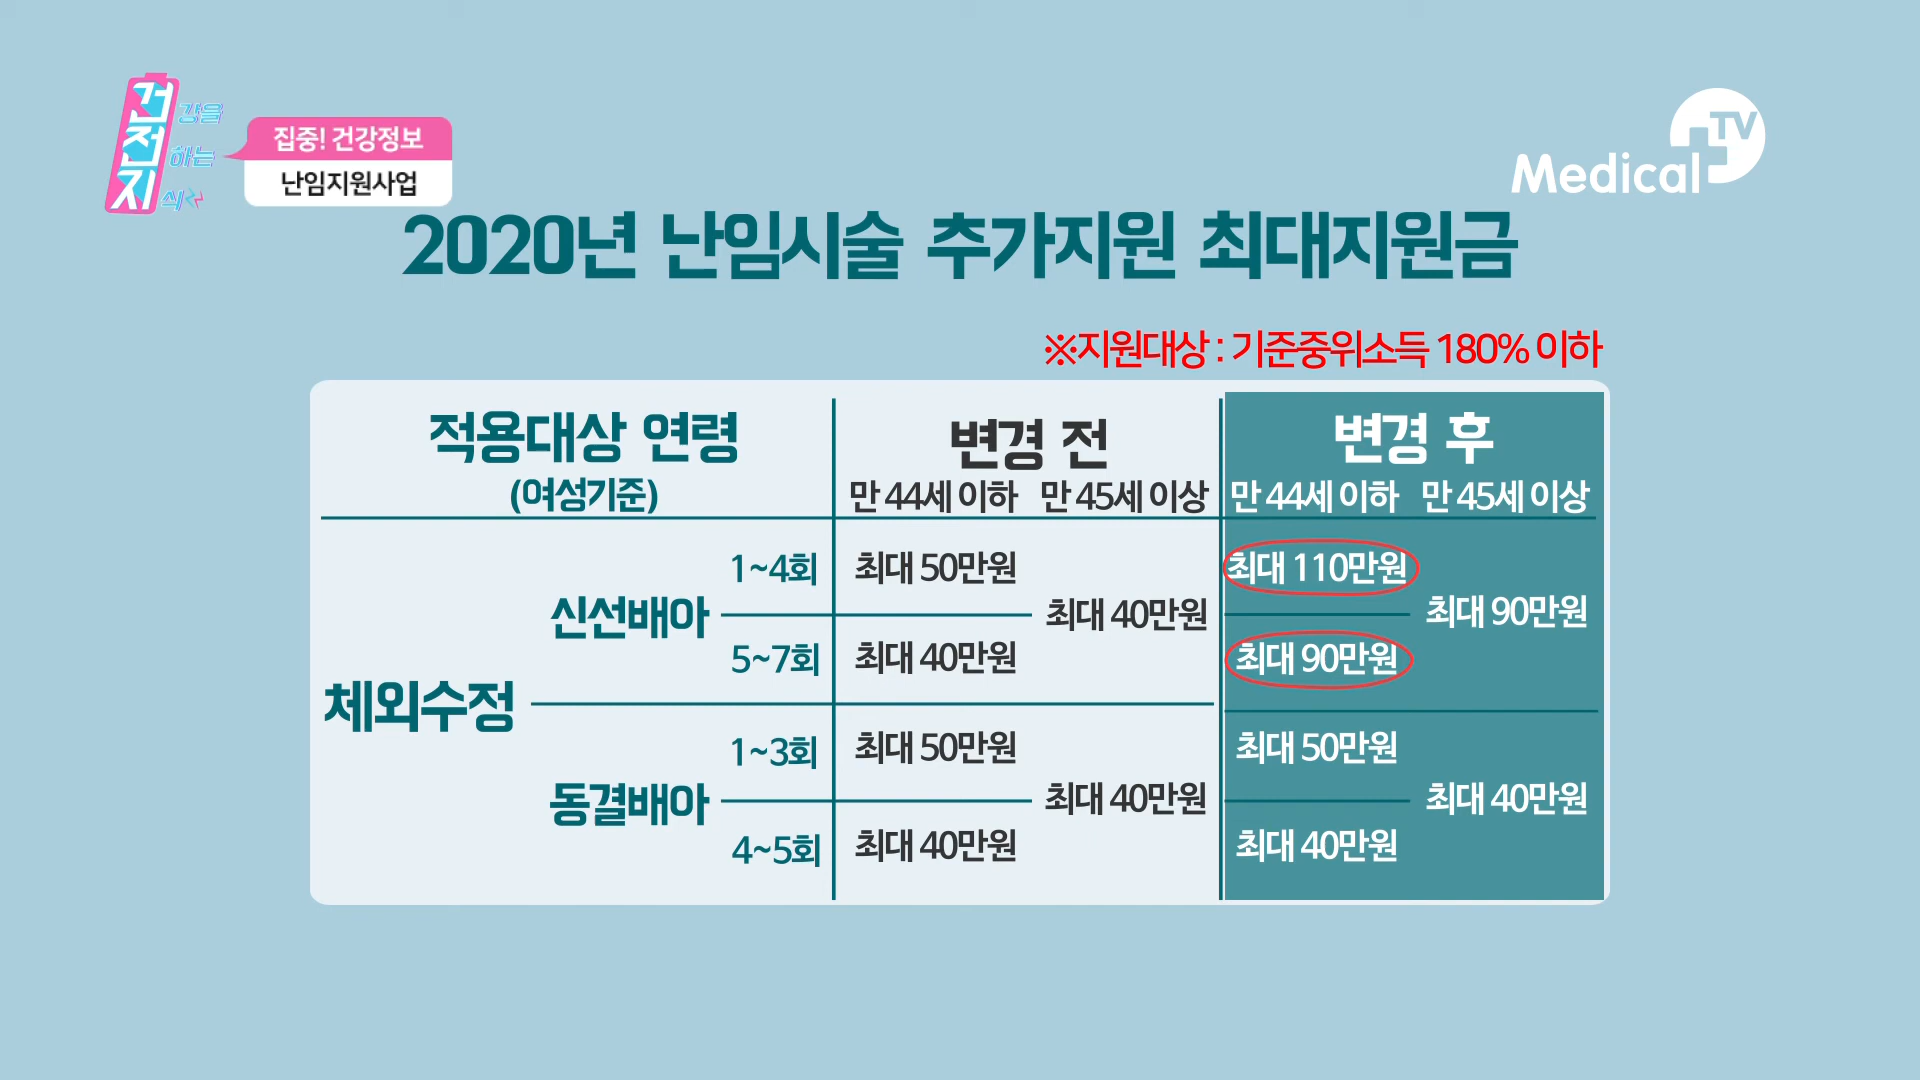 건강을
전하는
지식
집중! 건강정보
난임지원사업
Medical TV
2020년 난임시술 추가지원 최대지원금
※지원대상 : 기준중위소득 180% 이하
적용대상 연령 변경 전 변경 후
(여성기준) 만 44세 이하 만 45세 이상 만 44세 이하 만 45세 이상
체외수정
신선배아
1~4회 최대 50만원 최대 110만원
최대 40만원 최대 90만원
5~7회 최대 40만원 최대 90만원
동결배아
1~3회 최대 50만원 최대 50만원
최대 40만원 최대 40만원
4~5회 최대 40만원 최대 40만원